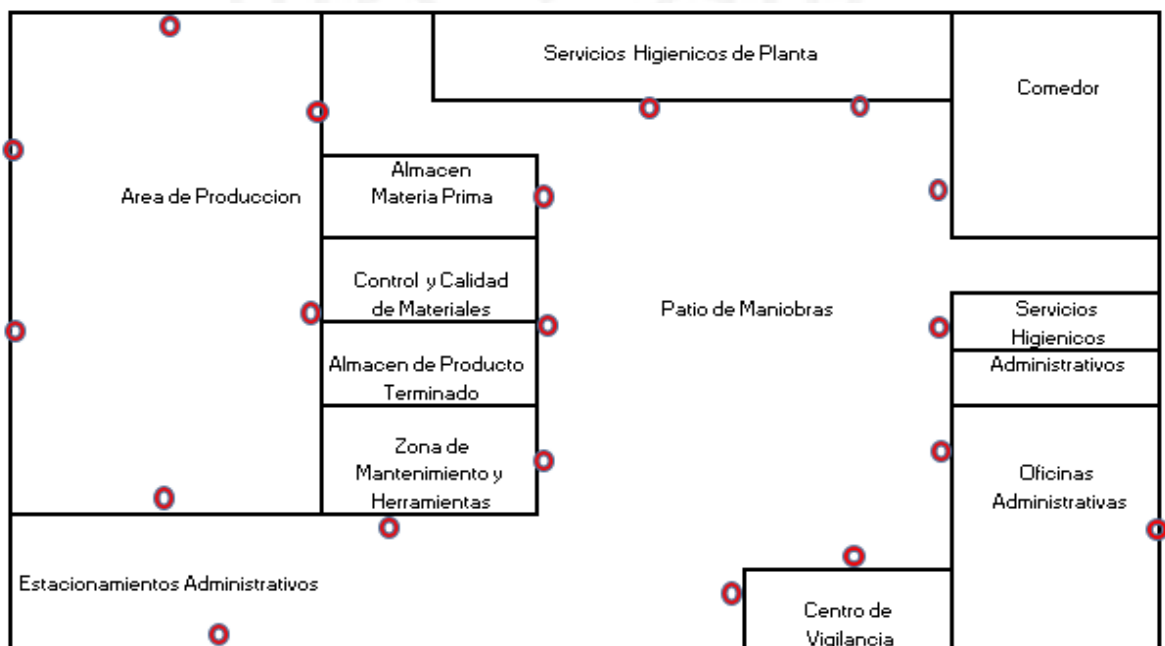 Servicios Higienicos de Planta
Comedor
Area de Produccion
Almacen
Materia Prima
Control y Calidad
de Materiales
Almacen de Producto
Terminado
Zona de
Mantenimiento y
Herramientas
Patio de Maniobras
Servicios
Higienicos
Administrativos
Oficinas
Administrativas
Estacionamientos Administrativos
Centro de
Vigilancia